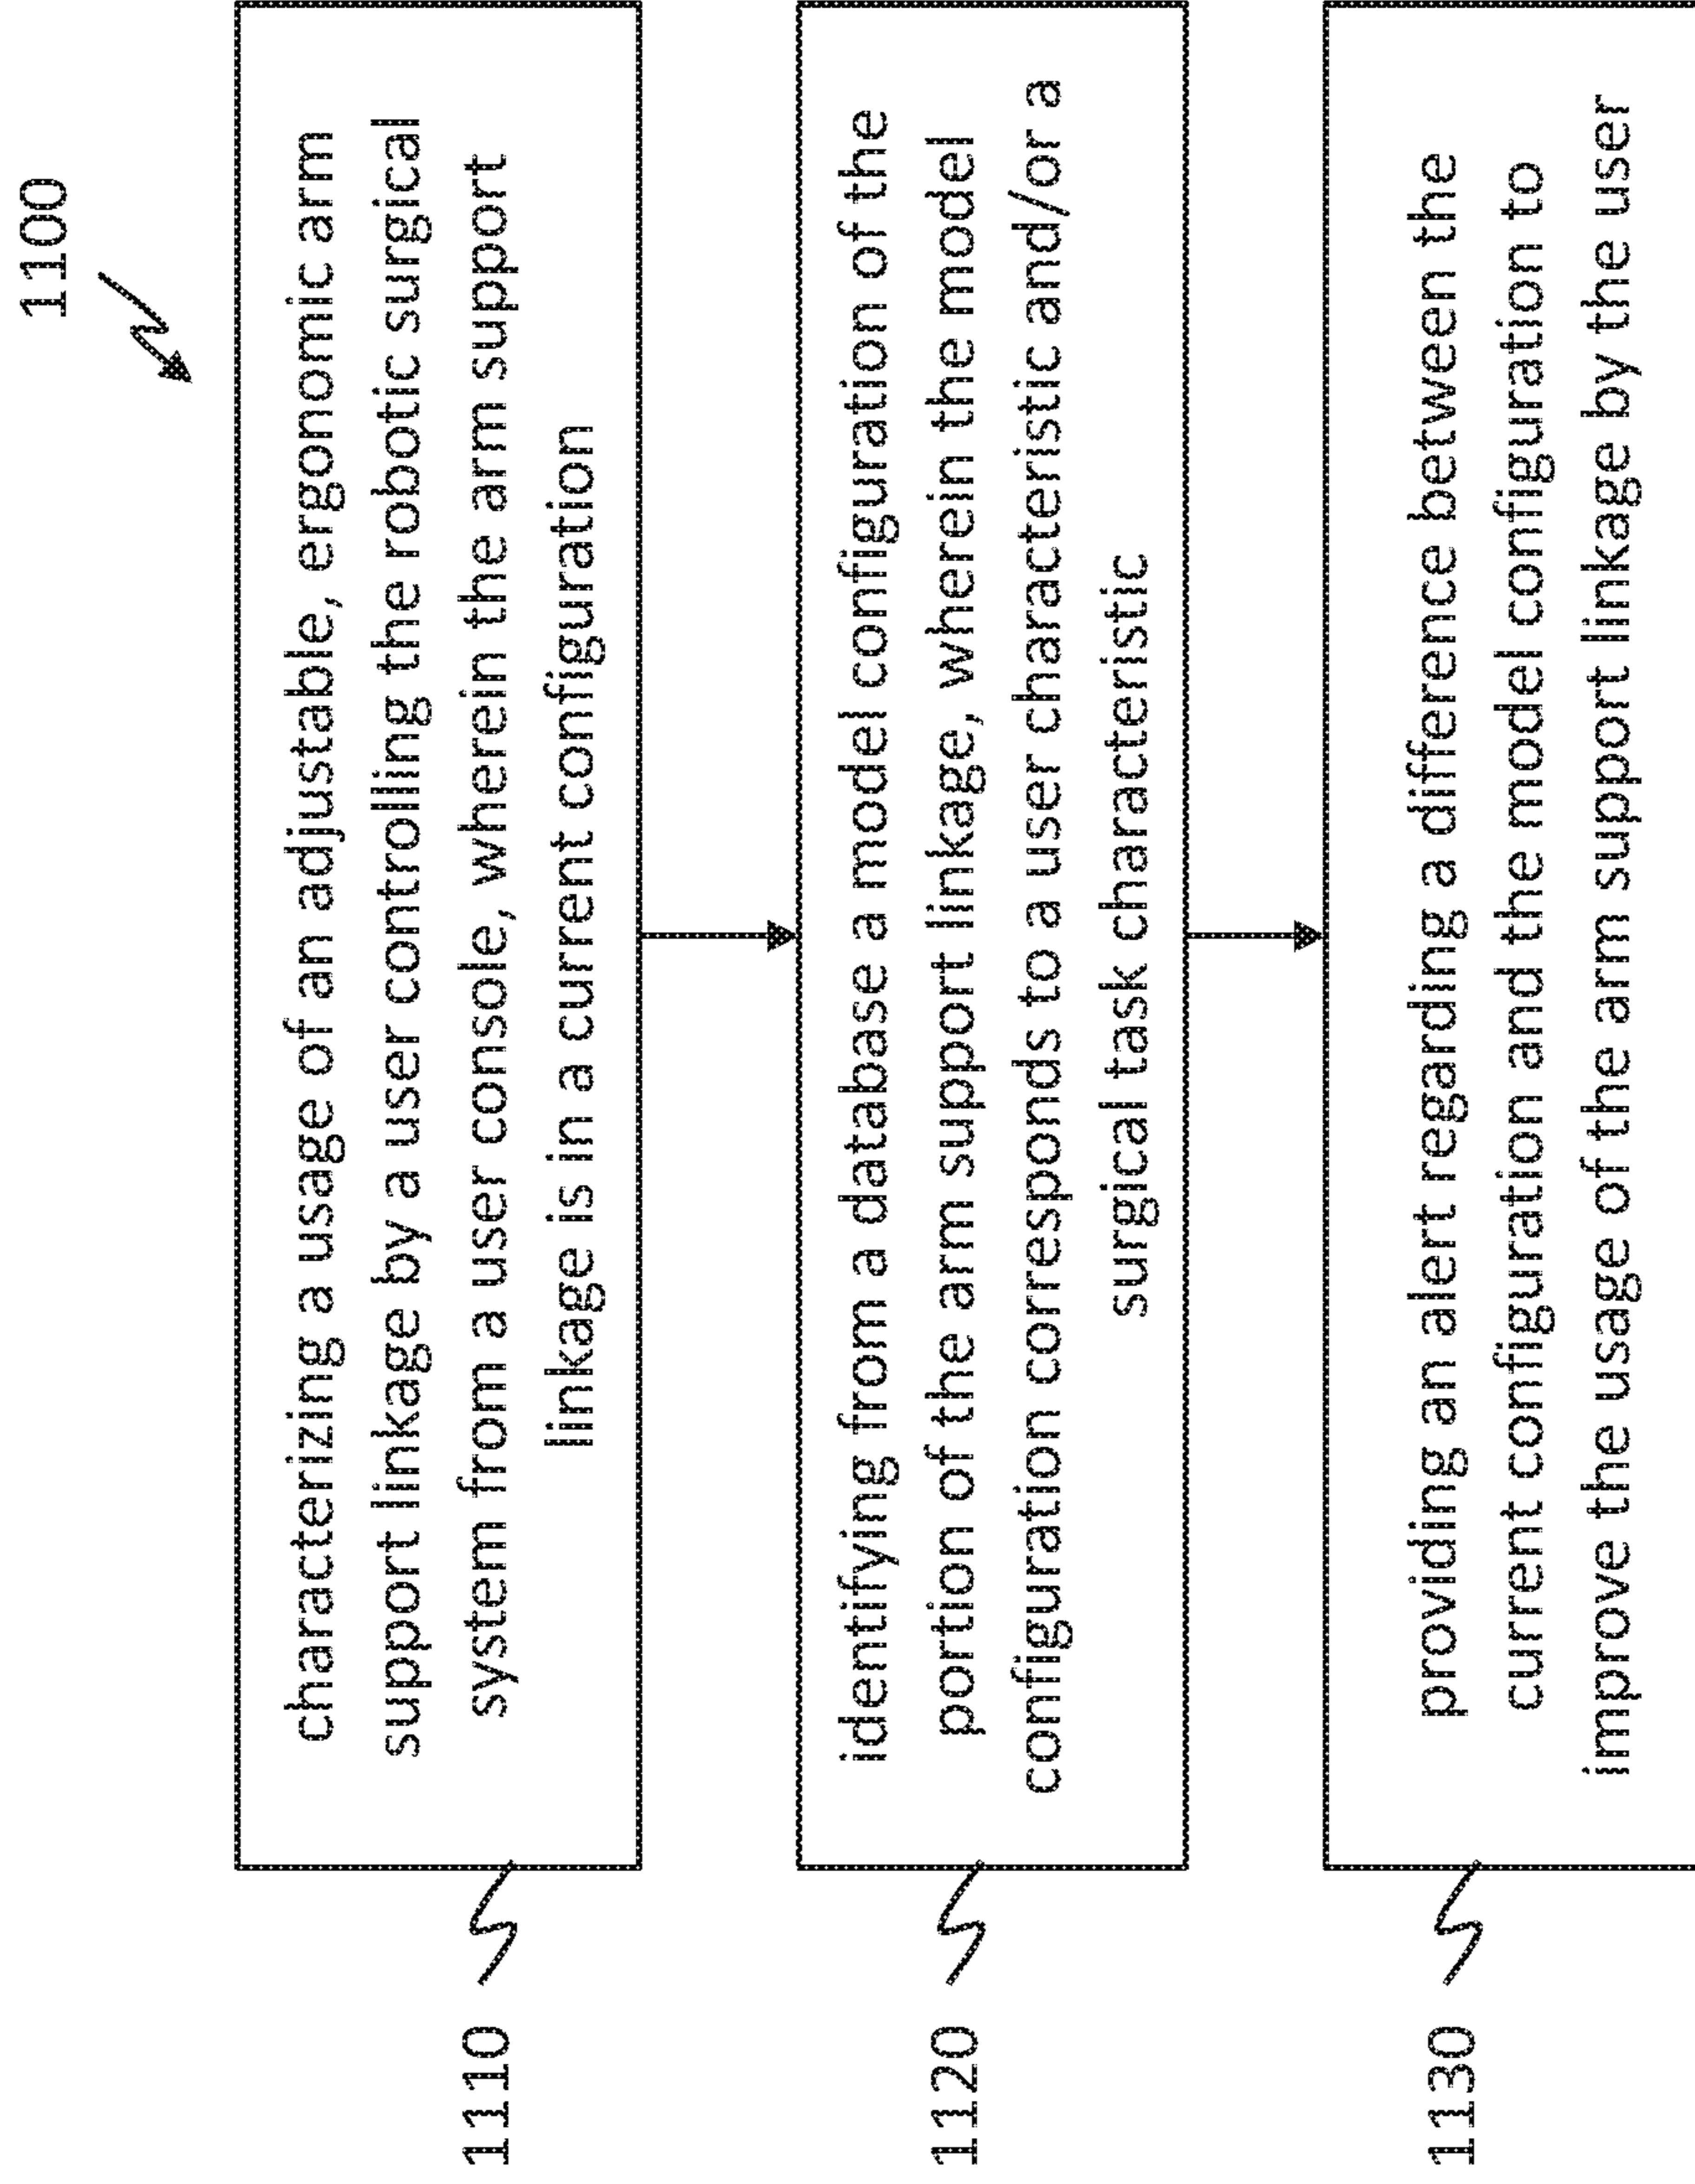 1100
1110
characterizing a usage of an adjustable, ergonomic arm
support linkage by a user controlling the robotic surgical
system from a user console, wherein the arm support
linkage is in a current configuration
1120
identifying from a database a model configuration of the
portion of the arm support linkage, wherein the model
configuration corresponds to a user characteristic and/or a
surgical task characteristic
1130
providing an alert regarding a difference between the
current configuration and the model configuration to
improve the usage of the arm support linkage by the user